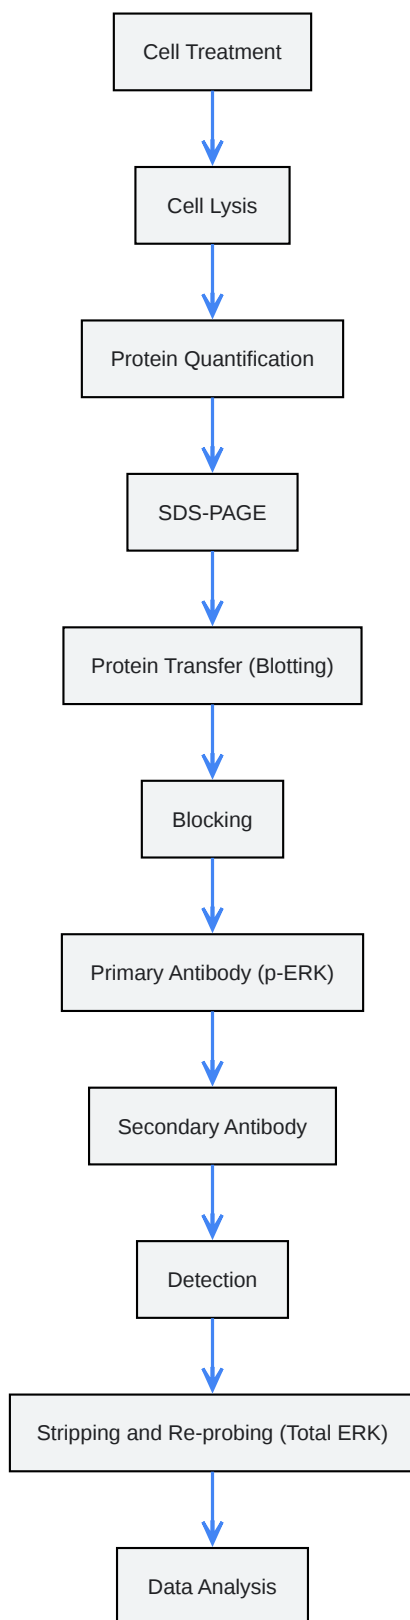 Cell Treatment
Cell Lysis
Protein Quantification
SDS-PAGE
Protein Transfer (Blotting)
Blocking
Primary Antibody (p-ERK)
Secondary Antibody
Detection
Stripping and Re-probing (Total ERK)
Data Analysis